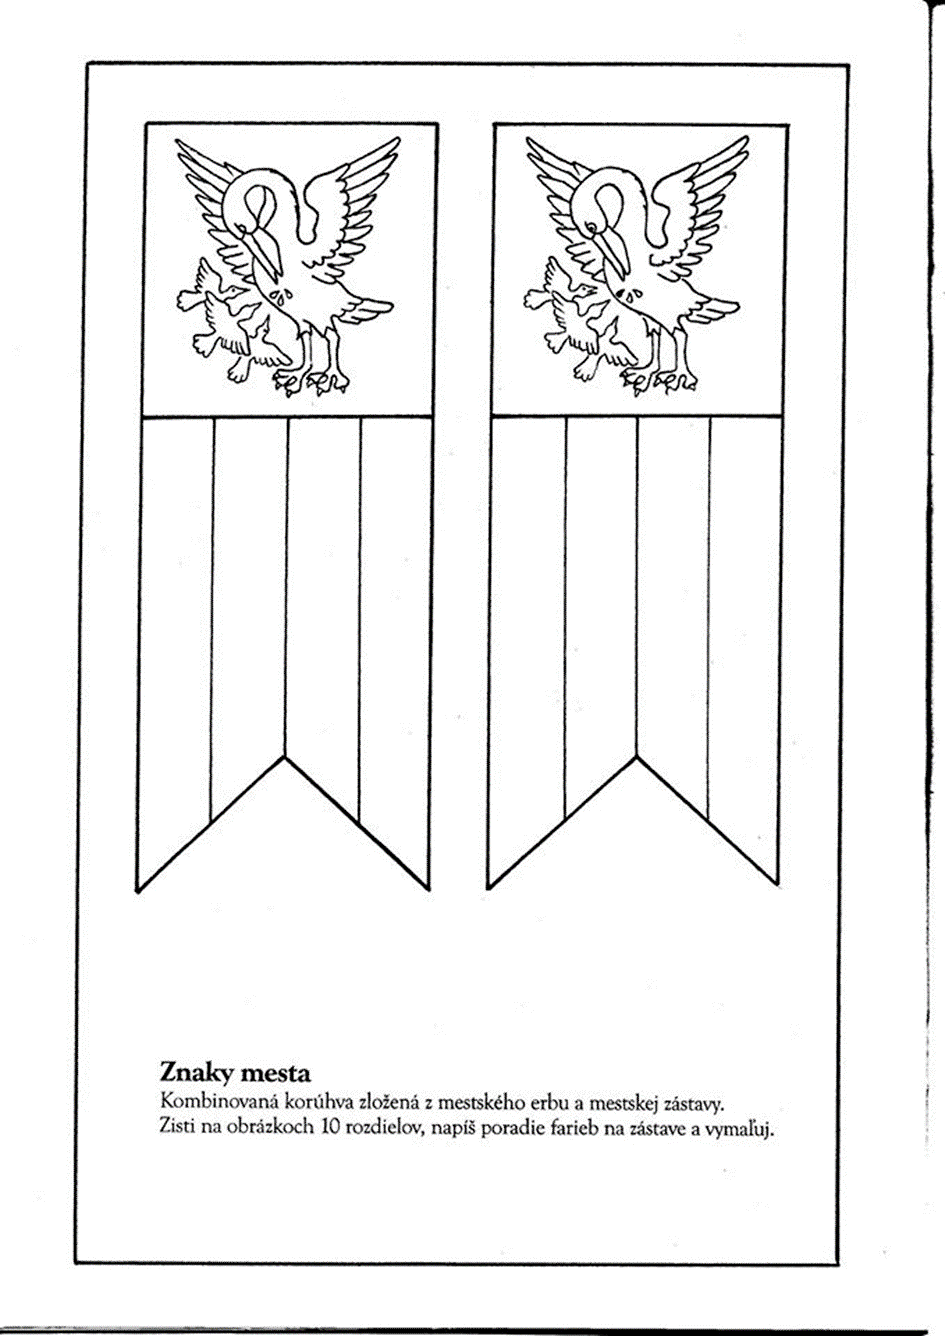 Znaky mesta
Kombinovaná korúhva zložená z mestského erbu a mestskej zástavy.
Zisti na obrázkoch 10 rozdielov, napíš poradie farieb na zástave a vymaľuj.